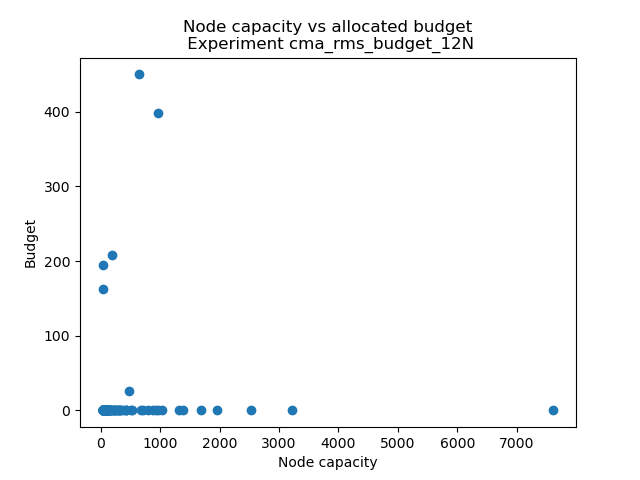 Node capacity vs allocated budget
Experiment cma_rms_budget_12N
400
300
200
100
0
Budget
0 1000 2000 3000 4000 5000 6000 7000
Node capacity